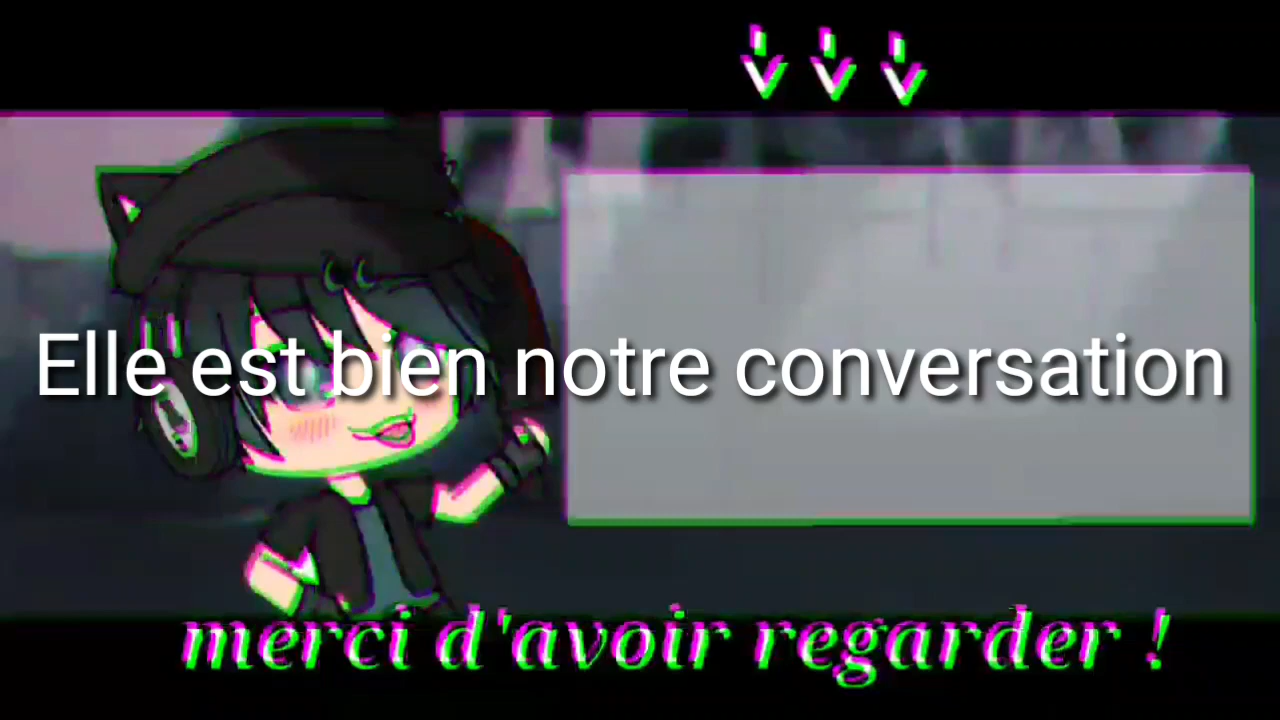 Elle est bien notre conversation
merci d'avoir regarder !